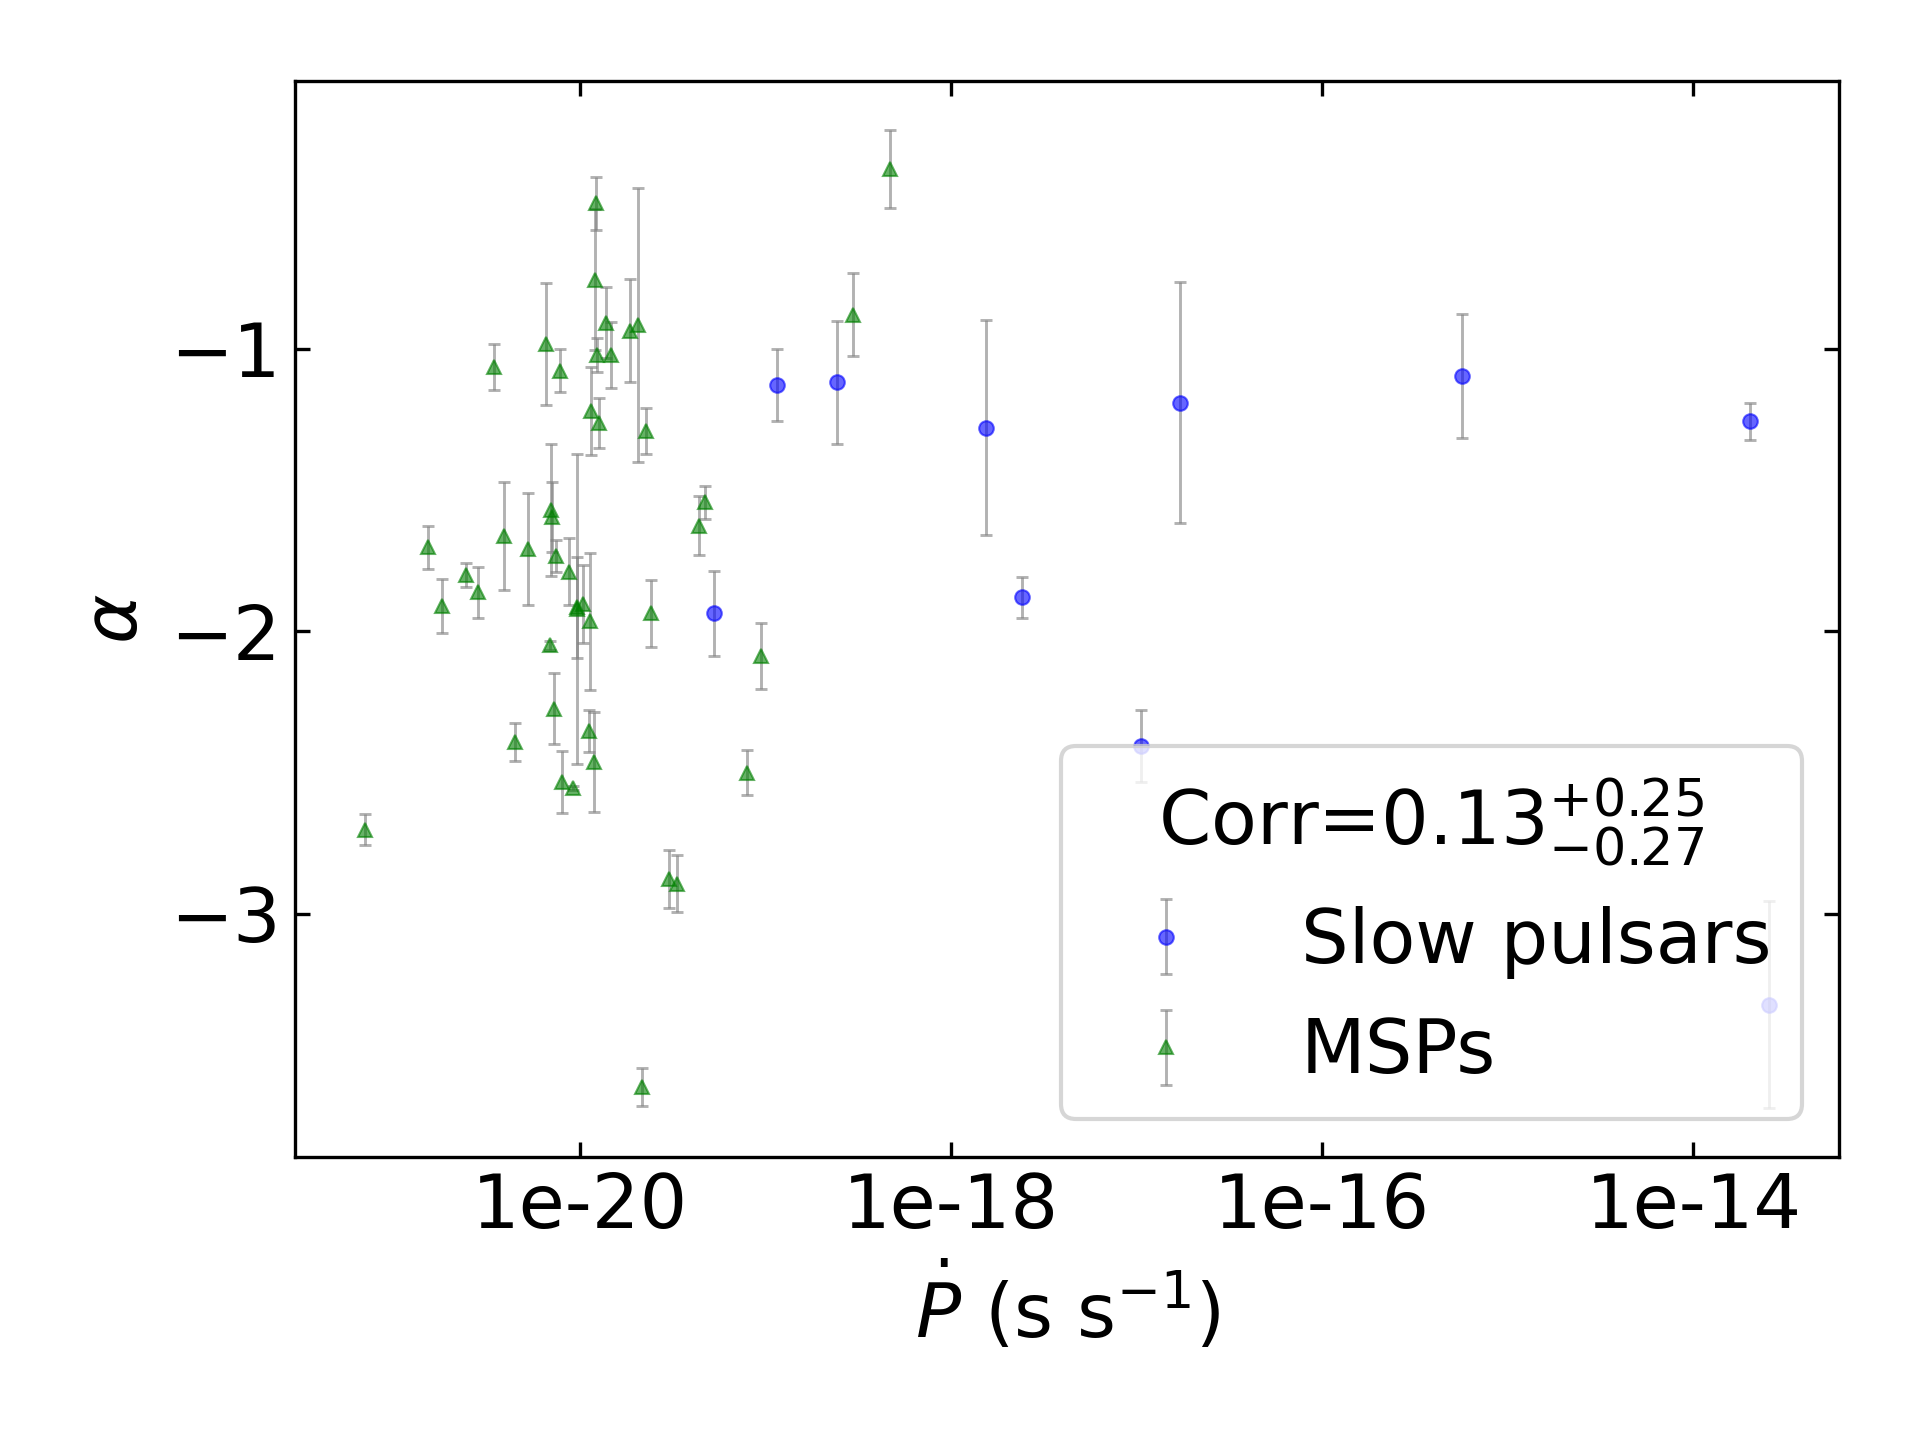 −1
−2
−3
α
Corr=0.13^{+0.25}_{−0.27}
Slow pulsars
MSPs
1e-20 1e-18 1e-16 1e-14
Ṗ (s s⁻¹)